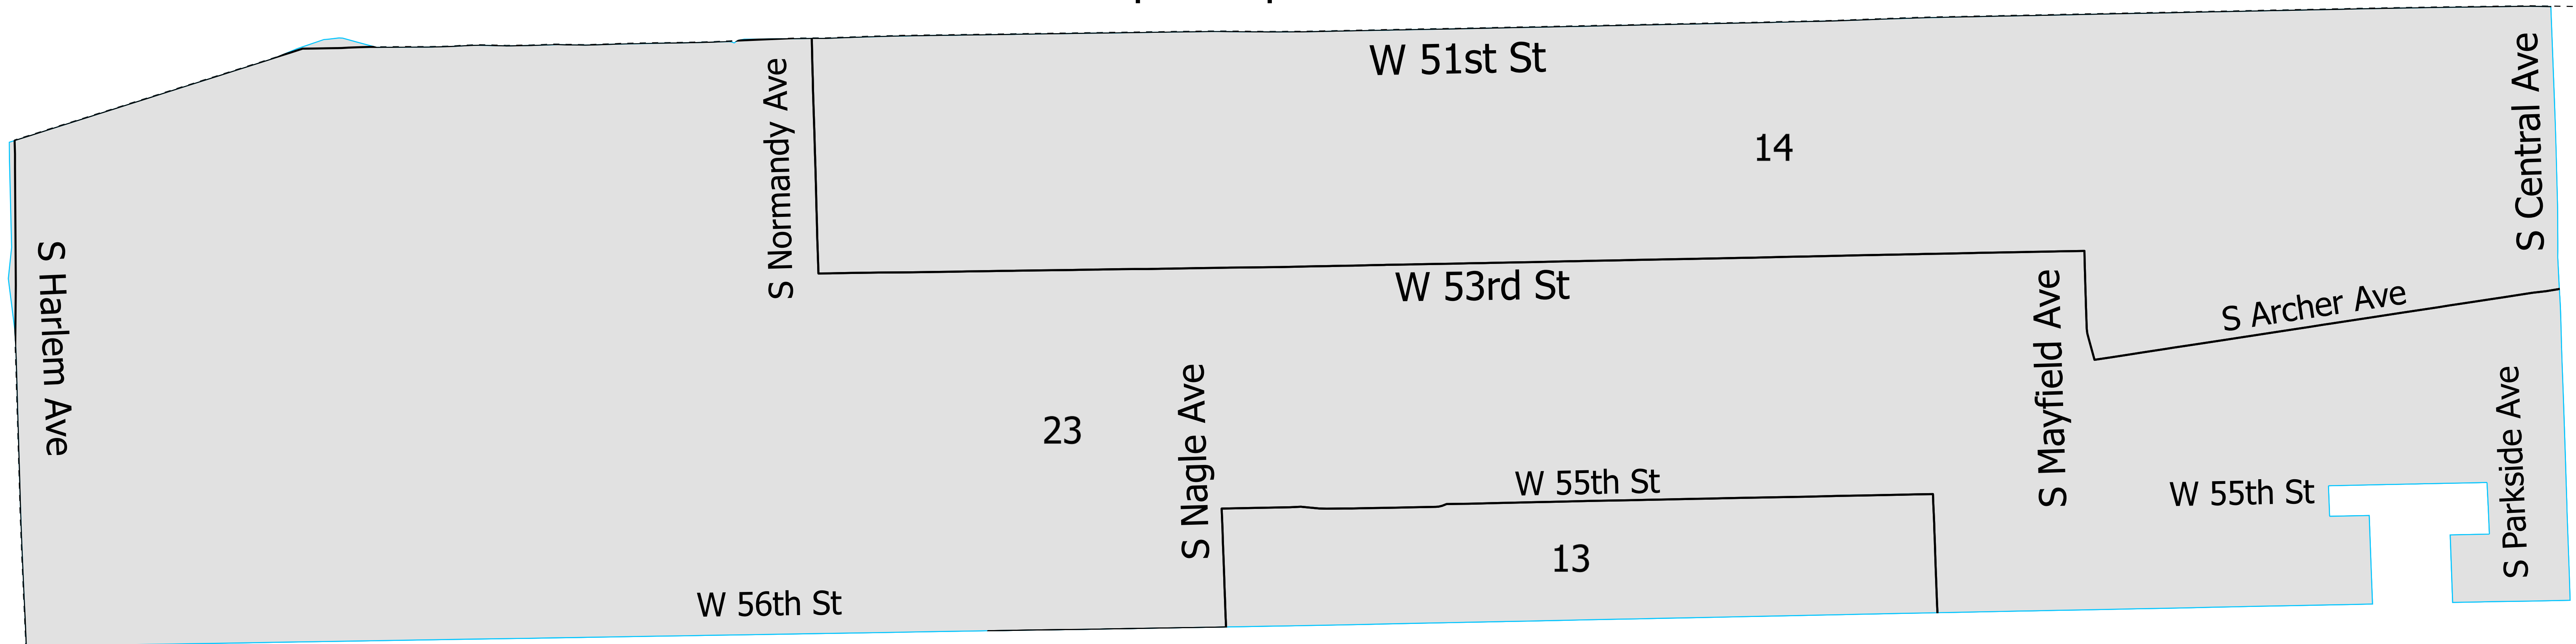 W 51st St
S Normandy Ave
S Central Ave
14
S Harlem Ave
W 53rd St
S Mayfield Ave
S Archer Ave
23
S Nagle Ave
W 55th St
W 55th St
S Parkside Ave
13
W 56th St